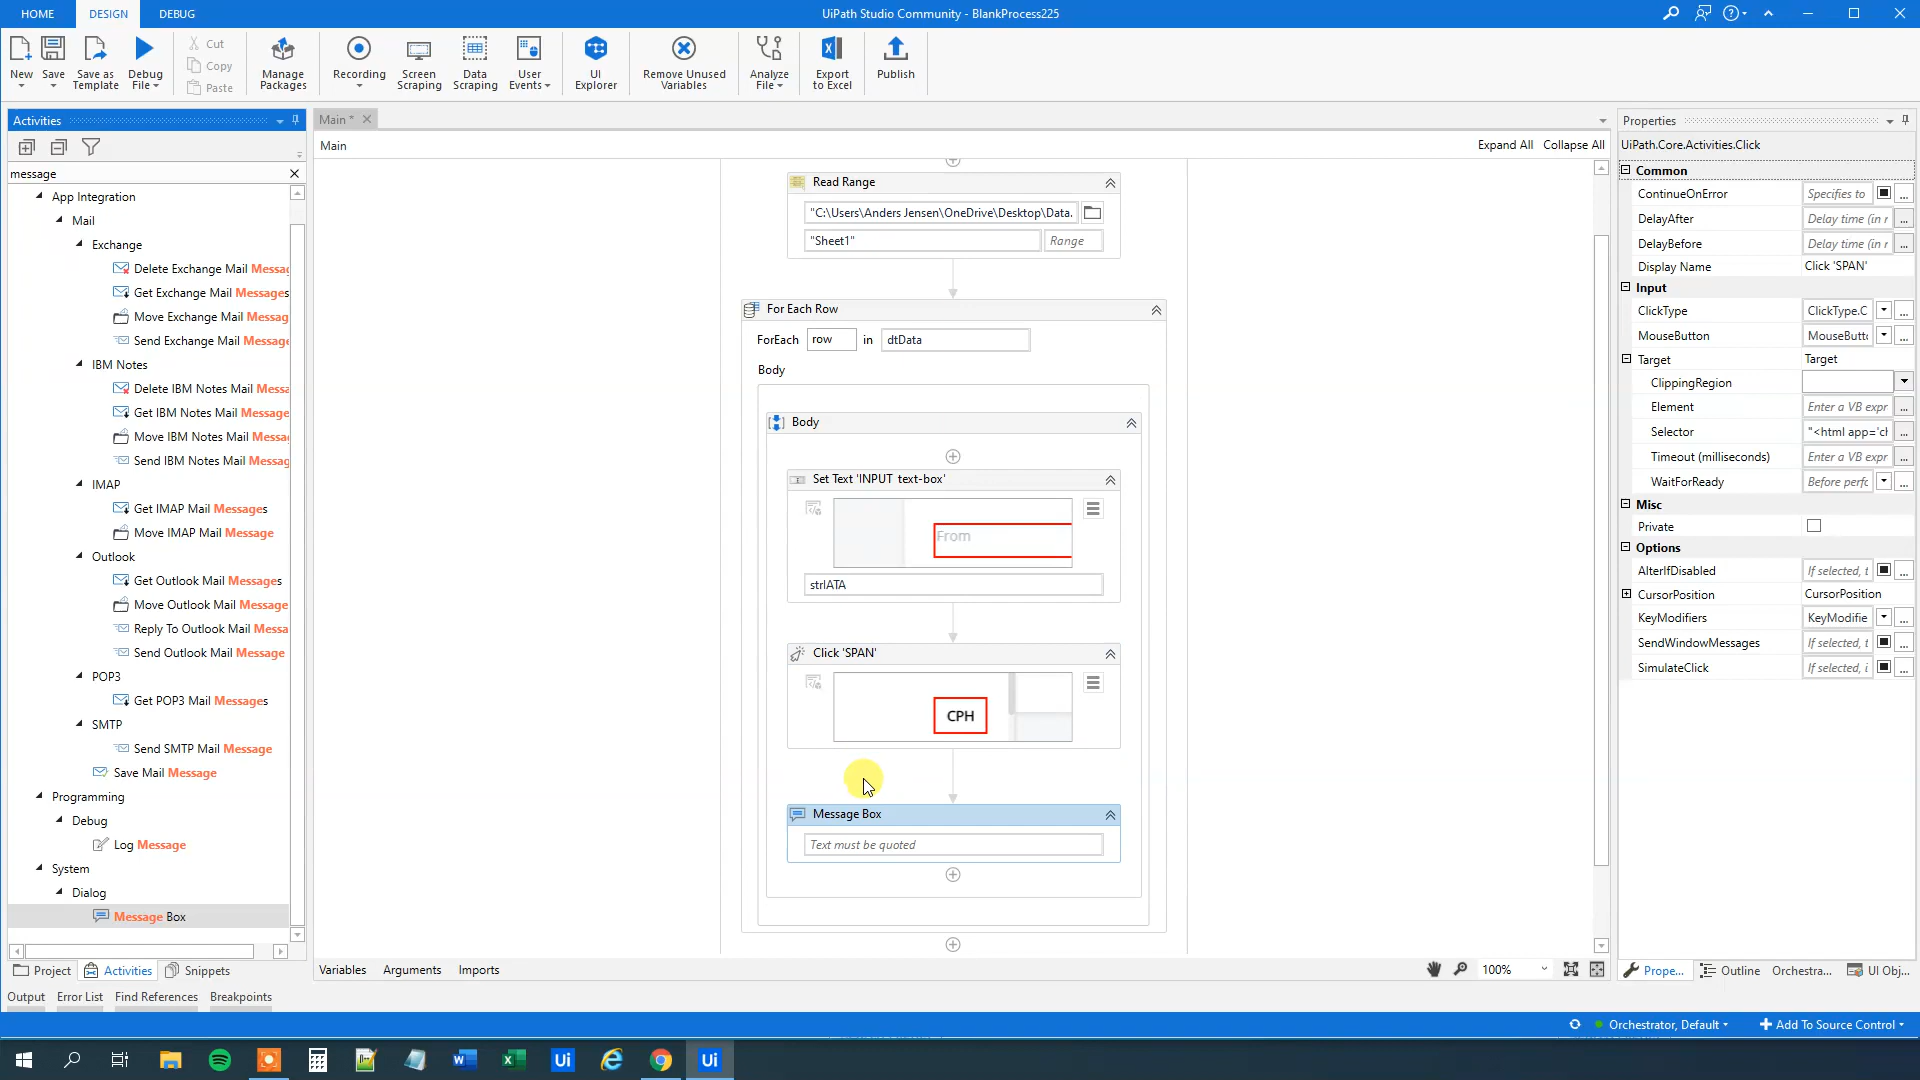 HOME
DESIGN
DEBUG
UiPath Studio Community - BlankProcess225
New
Save
Save as Template
Debug File
Cut
Copy
Paste
Manage Packages
Recording
Screen Scraping
Data Scraping
User Events
UI Explorer
Remove Unused Variables
Analyze File
Export to Excel
Publish
Activities
message
App Integration
Mail
Exchange
Delete Exchange Mail Messag
Get Exchange Mail Messages
Move Exchange Mail Messag
Send Exchange Mail Message
IBM Notes
Delete IBM Notes Mail Messa
Get IBM Notes Mail Message
Move IBM Notes Mail Messa
Send IBM Notes Mail Messag
IMAP
Get IMAP Mail Messages
Move IMAP Mail Message
Outlook
Get Outlook Mail Messages
Move Outlook Mail Message
Reply To Outlook Mail Messa
Send Outlook Mail Message
POP3
Get POP3 Mail Messages
SMTP
Send SMTP Mail Message
Save Mail Message
Programming
Debug
Log Message
System
Dialog
Message Box
Project
Activities
Snippets
Output
Error List
Find References
Breakpoints
Main *
Main
Expand All
Collapse All
Read Range
"C:\Users\Anders Jensen\OneDrive\Desktop\Data.
"Sheet1"
Range
For Each Row
ForEach
row
in
dtData
Body
Body
Set Text 'INPUT text-box'
From
strIATA
Click 'SPAN'
CPH
Message Box
Text must be quoted
Variables
Arguments
Imports
100%
Properties
UiPath.Core.Activities.Click
Common
ContinueOnError
Specifies to
...
DelayAfter
Delay time (in r
...
DelayBefore
Delay time (in r
...
Display Name
Click 'SPAN'
Input
ClickType
ClickType.C
...
MouseButton
MouseButto
...
Target
Target
ClippingRegion
Element
Enter a VB expr
...
Selector
"<html app='cl
...
Timeout (milliseconds)
Enter a VB expr
...
WaitForReady
Before perfo
...
Misc
Private
Options
AlterIfDisabled
If selected, t
...
CursorPosition
CursorPosition
KeyModifiers
KeyModifie
...
SendWindowMessages
If selected, t
...
SimulateClick
If selected, i
...
Prope...
Outline
Orchestra...
UI Obj...
Orchestrator, Default
Add To Source Control
Ui
Ui